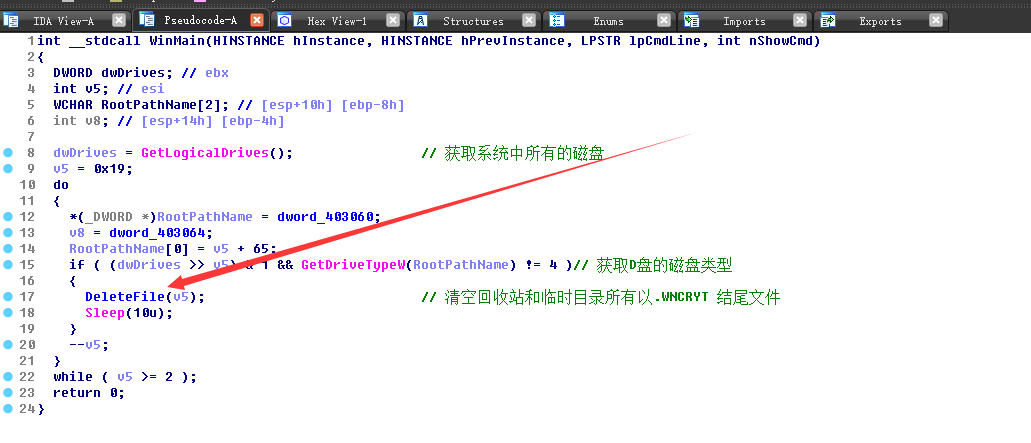 IDA View-A Pseudocode-A Hex View-1 Structures Enums Imports Exports
1 int __stdcall WinMain(HINSTANCE hInstance, HINSTANCE hPrevInstance, LPSTR lpCmdLine, int nShowCmd)
2 {
3 DWORD dwDrives; // ebx
4 int v5; // esi
5 WCHAR RootPathName[2]; // [esp+10h] [ebp-8h]
6 int v8; // [esp+14h] [ebp-4h]
7
8 dwDrives = GetLogicalDrives(); // 获取系统中所有的磁盘
9 v5 = 0x19;
10 do
11 {
12 *(_DWORD *)RootPathName = dword_403060;
13 v8 = dword_403064;
14 RootPathName[0] = v5 + 65;
15 if ( (dwDrives >> v5) & 1 && GetDriveTypeW(RootPathName) != 4 )// 获取D盘的磁盘类型
16 {
17 DeleteFile(v5); // 清空回收站和临时目录所有以.WNCRYT 结尾文件
18 Sleep(10u);
19 }
20 --v5;
21 }
22 while ( v5 >= 2 );
23 return 0;
24 }